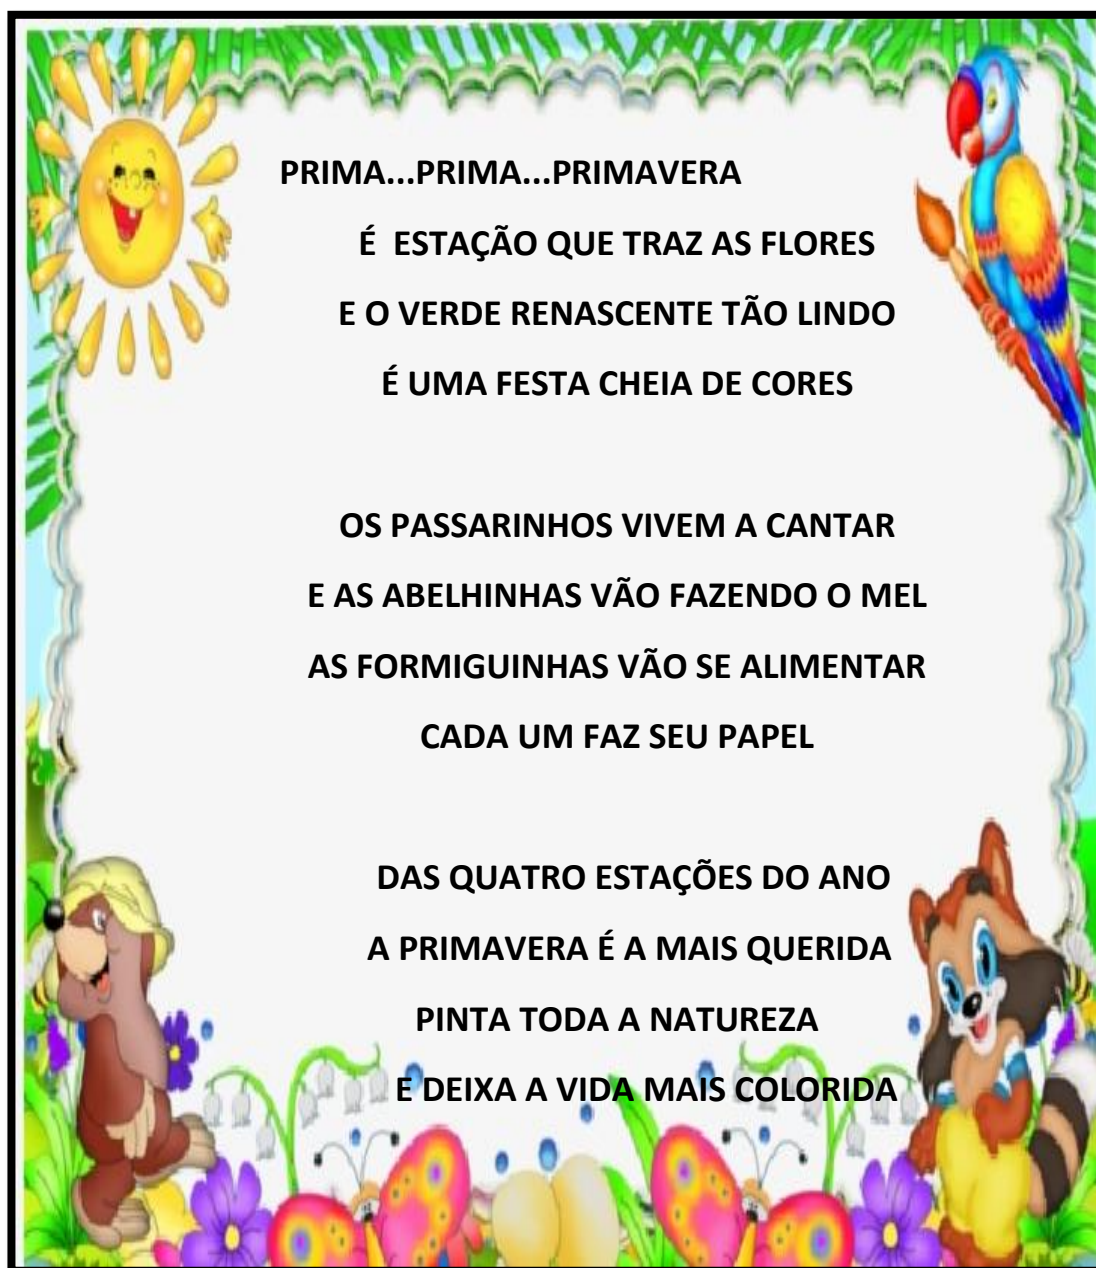 PRIMA...PRIMA...PRIMAVERA
É ESTAÇÃO QUE TRAZ AS FLORES
E O VERDE RENASCENTE TÃO LINDO
É UMA FESTA CHEIA DE CORES
OS PASSARINHOS VIVEM A CANTAR
E AS ABELHINHAS VÃO FAZENDO O MEL
AS FORMIGUINHAS VÃO SE ALIMENTAR
CADA UM FAZ SEU PAPEL
DAS QUATRO ESTAÇÕES DO ANO
A PRIMAVERA É A MAIS QUERIDA
PINTA TODA A NATUREZA
E DEIXA A VIDA MAIS COLORIDA